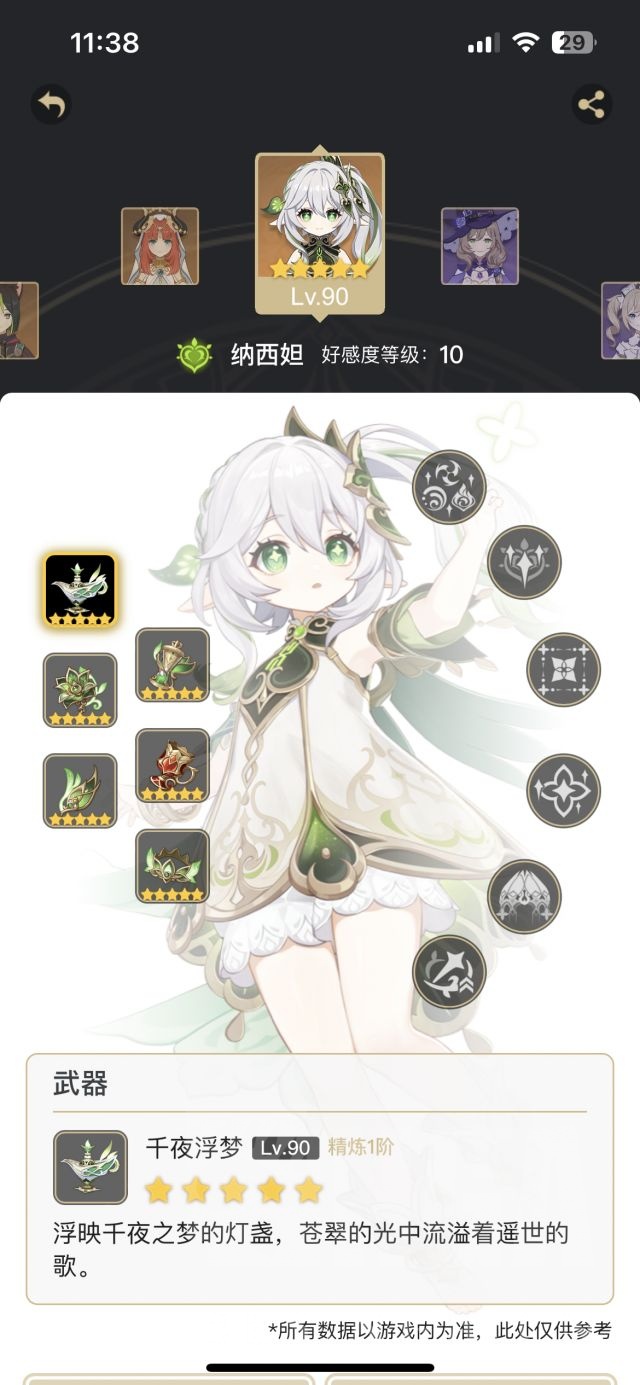 11:38
29
Lv.90
纳西妲 好感度等级：10
武器
千夜浮梦 Lv.90 精炼1阶
浮映千夜之梦的灯盏，苍翠的光中流溢着遥世的
歌。
*所有数据以游戏内为准，此处仅供参考